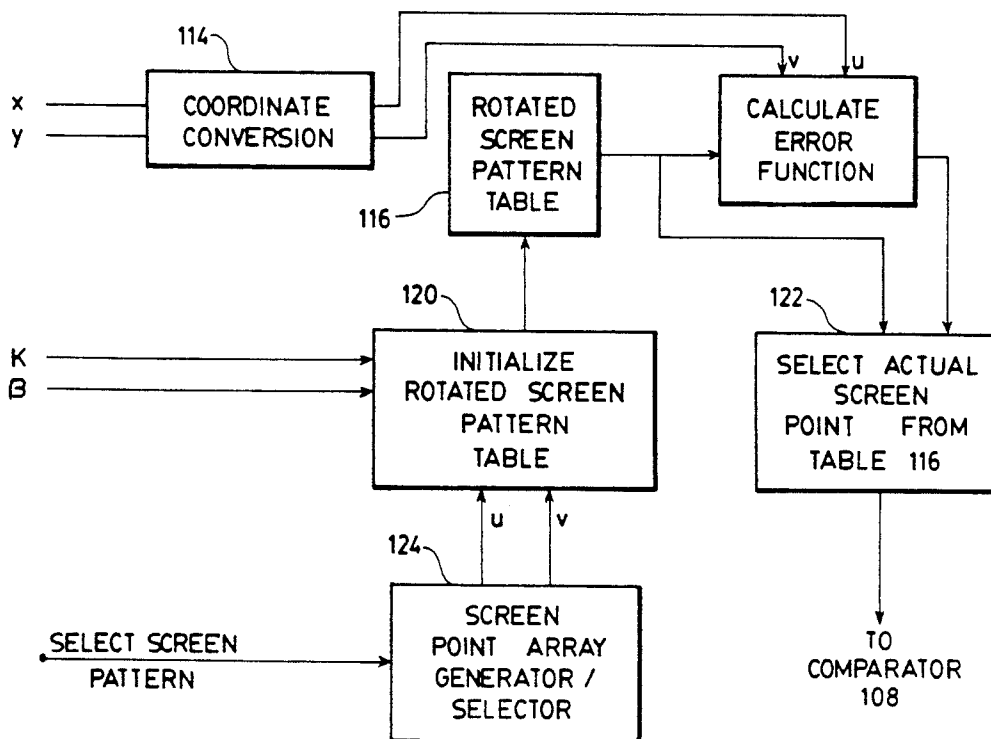 114
x
y
COORDINATE
CONVERSION
ROTATED
SCREEN
PATTERN
TABLE
116
v
u
CALCULATE
ERROR
FUNCTION
120
K
β
INITIALIZE
ROTATED SCREEN
PATTERN
TABLE
122
SELECT ACTUAL
SCREEN
POINT FROM
TABLE 116
u
v
124
SELECT SCREEN
PATTERN
SCREEN
POINT ARRAY
GENERATOR /
SELECTOR
TO
COMPARATOR
108